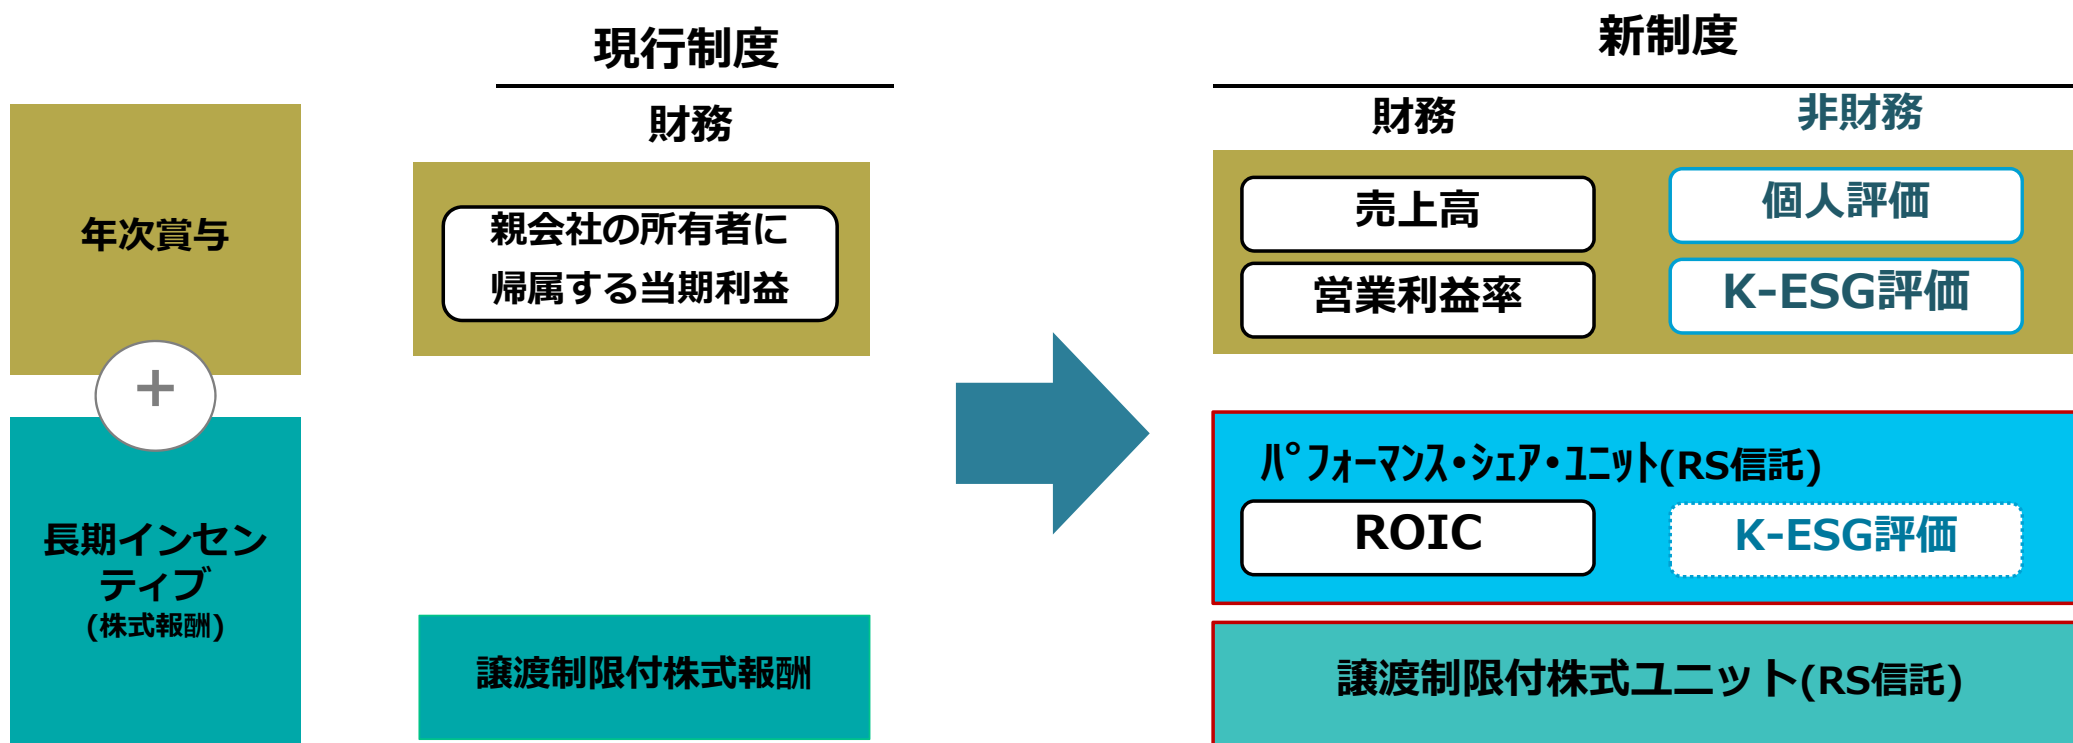 現行制度
新制度
財務
財務
非財務
年次賞与
親会社の所有者に
帰属する当期利益
売上高
個人評価
営業利益率
K-ESG評価
+
長期インセン
ティブ
(株式報酬)
ﾊﾟﾌｫｰﾏﾝｽ･ｼｪｱ･ﾕﾆｯﾄ(RS信託)
ROIC
K-ESG評価
譲渡制限付株式報酬
譲渡制限付株式ユニット(RS信託)